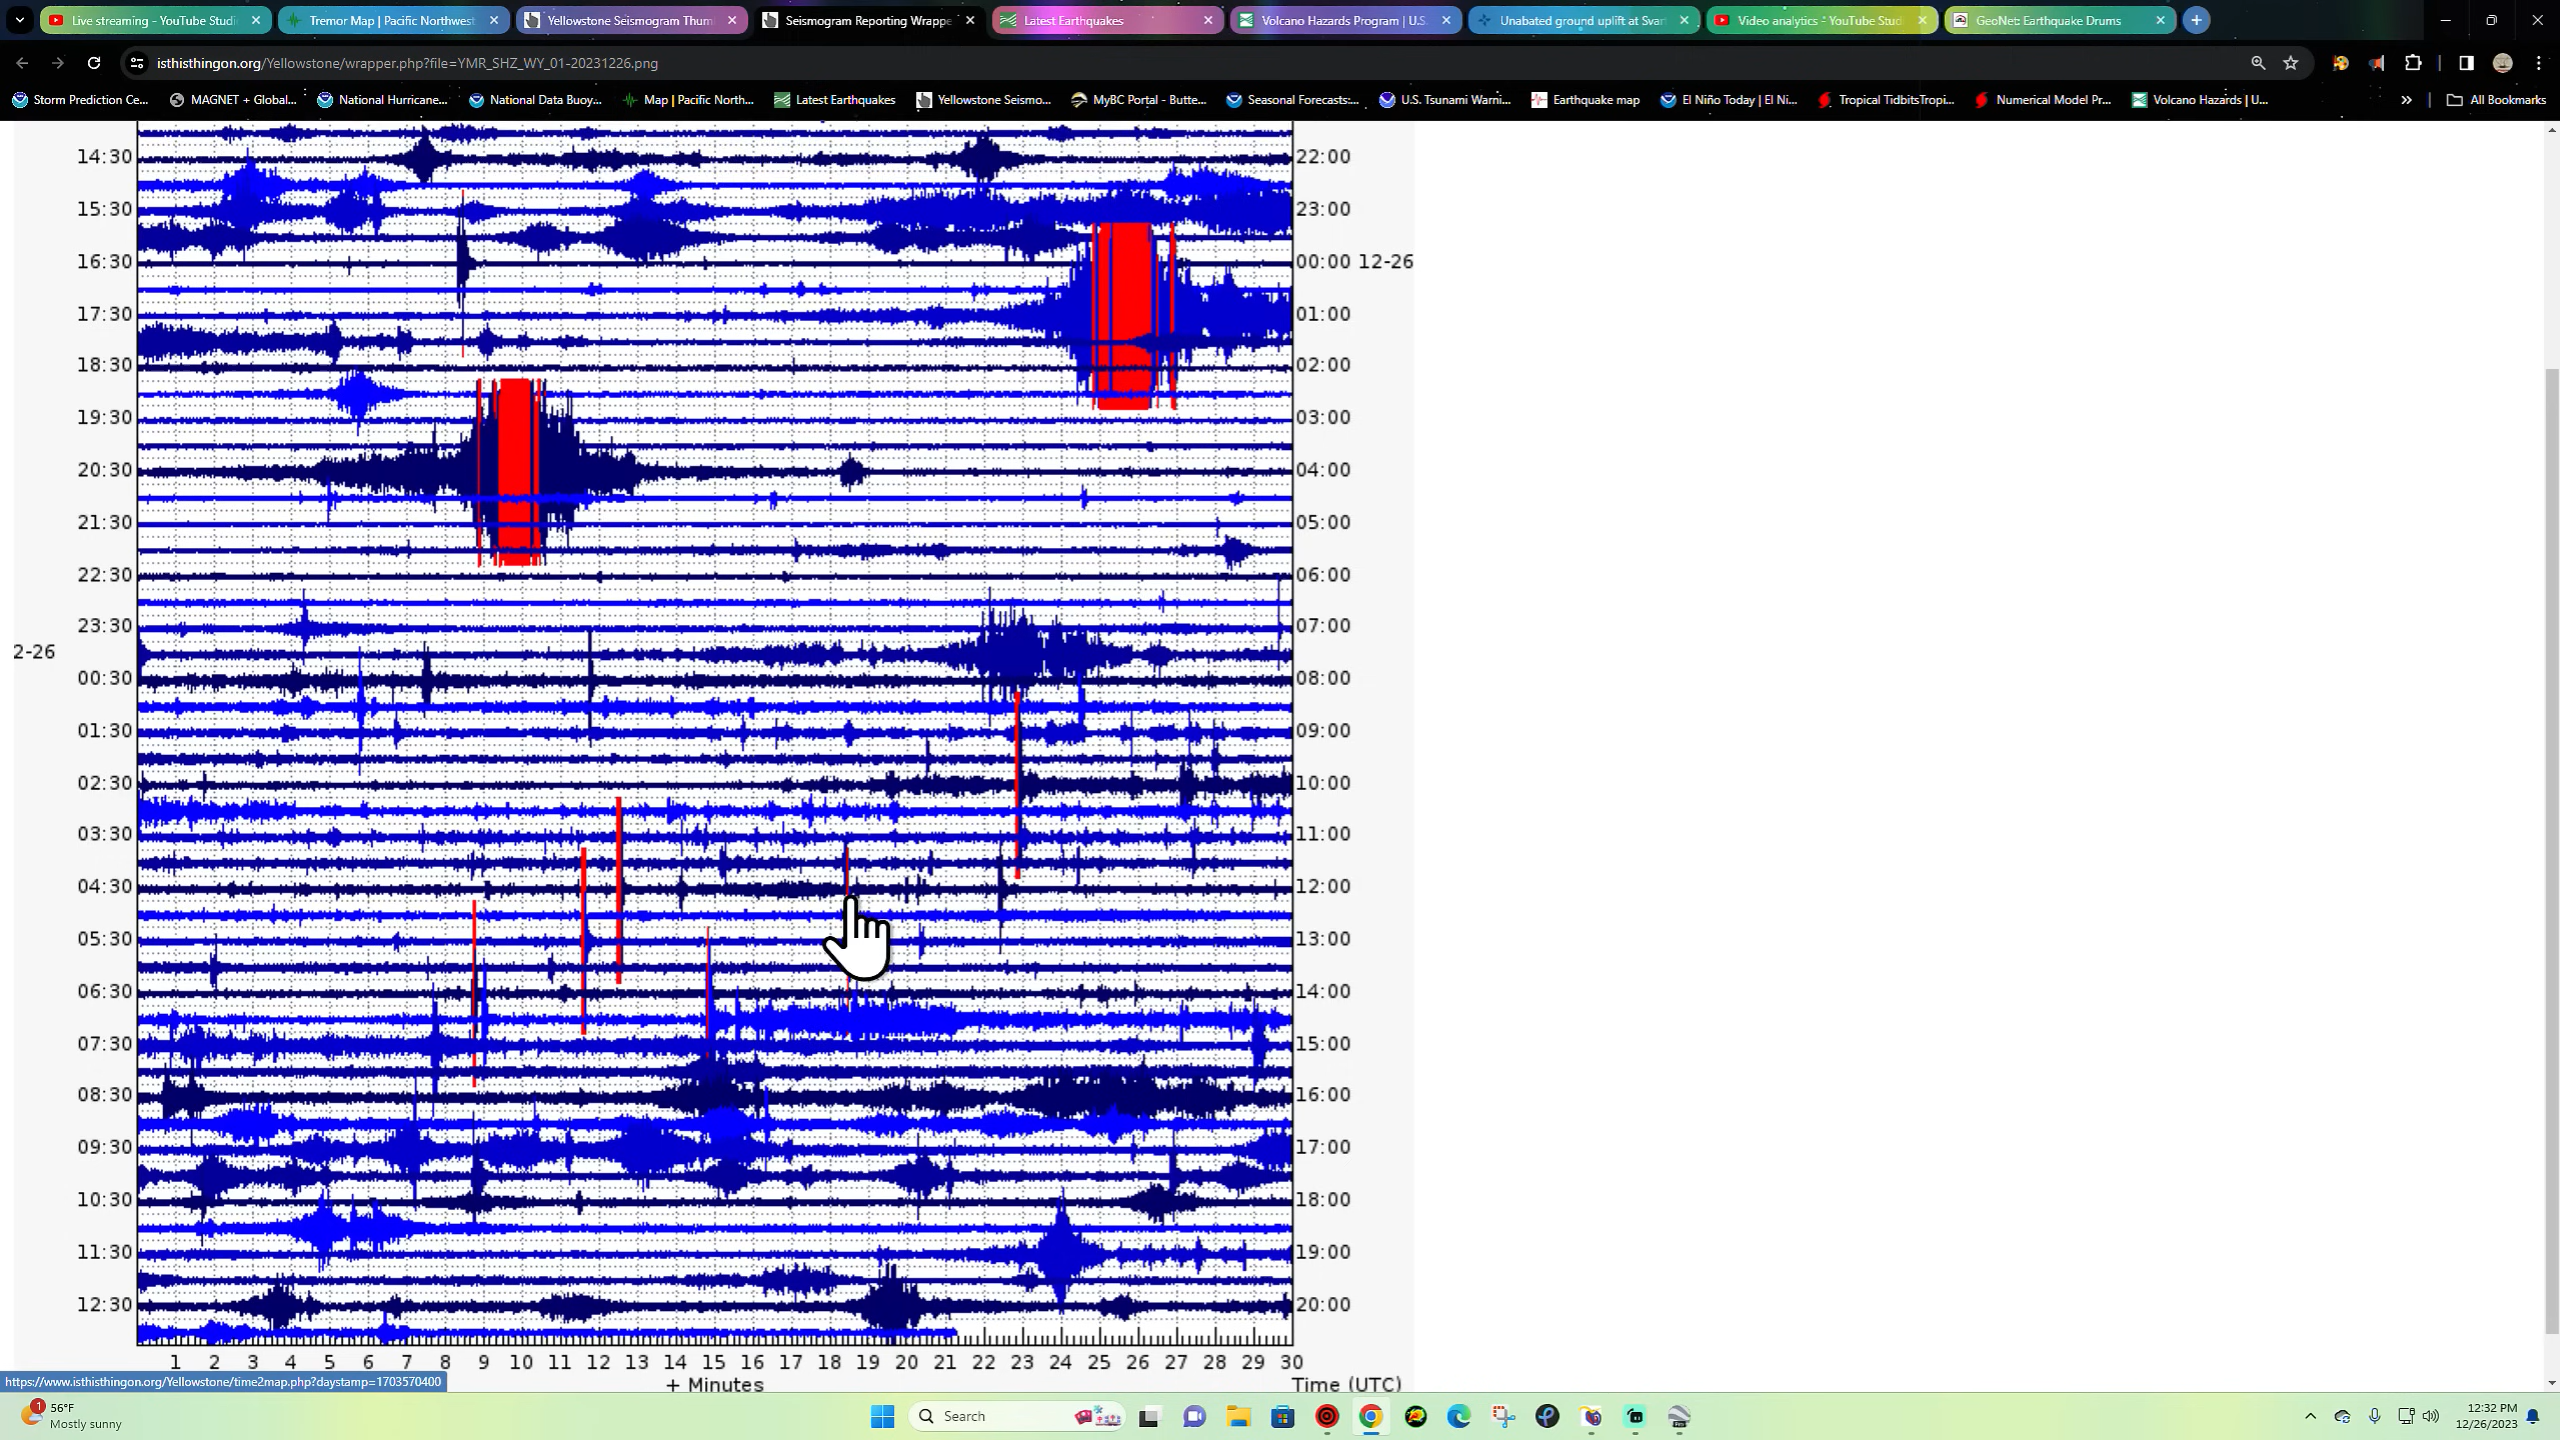 Live streaming - YouTube Studi
Tremor Map | Pacific Northwest
Yellowstone Seismogram Thum
Seismogram Reporting Wrappe
Latest Earthquakes
Volcano Hazards Program | U.S.
Unabated ground uplift at Svart
Video analytics - YouTube Studi
GeoNet: Earthquake Drums
isthisthingon.org/Yellowstone/wrapper.php?file=YMR_SHZ_WY_01-20231226.png
Storm Prediction Ce...
MAGNET + Global...
National Hurricane...
National Data Buoy...
Map | Pacific North...
Latest Earthquakes
Yellowstone Seismo...
MyBC Portal - Butte...
Seasonal Forecasts:...
U.S. Tsunami Warni...
Earthquake map
El Niño Today | El Ni...
Tropical TidbitsTropi...
Numerical Model Pr...
Volcano Hazards | U...
All Bookmarks
14:30 22:00
15:30 23:00
16:30 00:00 12-26
17:30 01:00
18:30 02:00
19:30 03:00
20:30 04:00
21:30 05:00
22:30 06:00
23:30 07:00
2-26
00:30 08:00
01:30 09:00
02:30 10:00
03:30 11:00
04:30 12:00
05:30 13:00
06:30 14:00
07:30 15:00
08:30 16:00
09:30 17:00
10:30 18:00
11:30 19:00
12:30 20:00
1 2 3 4 5 6 7 8 9 10 11 12 13 14 15 16 17 18 19 20 21 22 23 24 25 26 27 28 29 30
+ Minutes Time (UTC)
https://www.isthisthingon.org/Yellowstone/time2map.php?daystamp=1703570400
1
56°F
Mostly sunny
Search
12:32 PM
12/26/2023